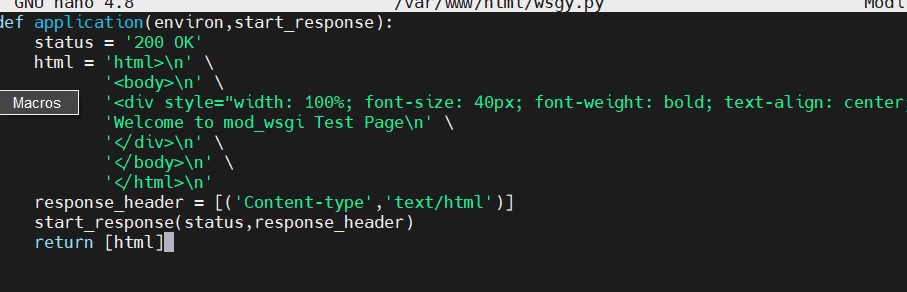 GNU nano 4.8 /var/www/html/wsgy.py
def application(environ,start_response):
status = '200 OK'
html = 'html>\n' \
'<body>\n' \
Macros '<div style="width: 100%; font-size: 40px; font-weight: bold; text-align: center;
'Welcome to mod_wsgi Test Page\n' \
'</div>\n' \
'</body>\n' \
'</html>\n'
response_header = [('Content-type','text/html')]
start_response(status,response_header)
return [html]